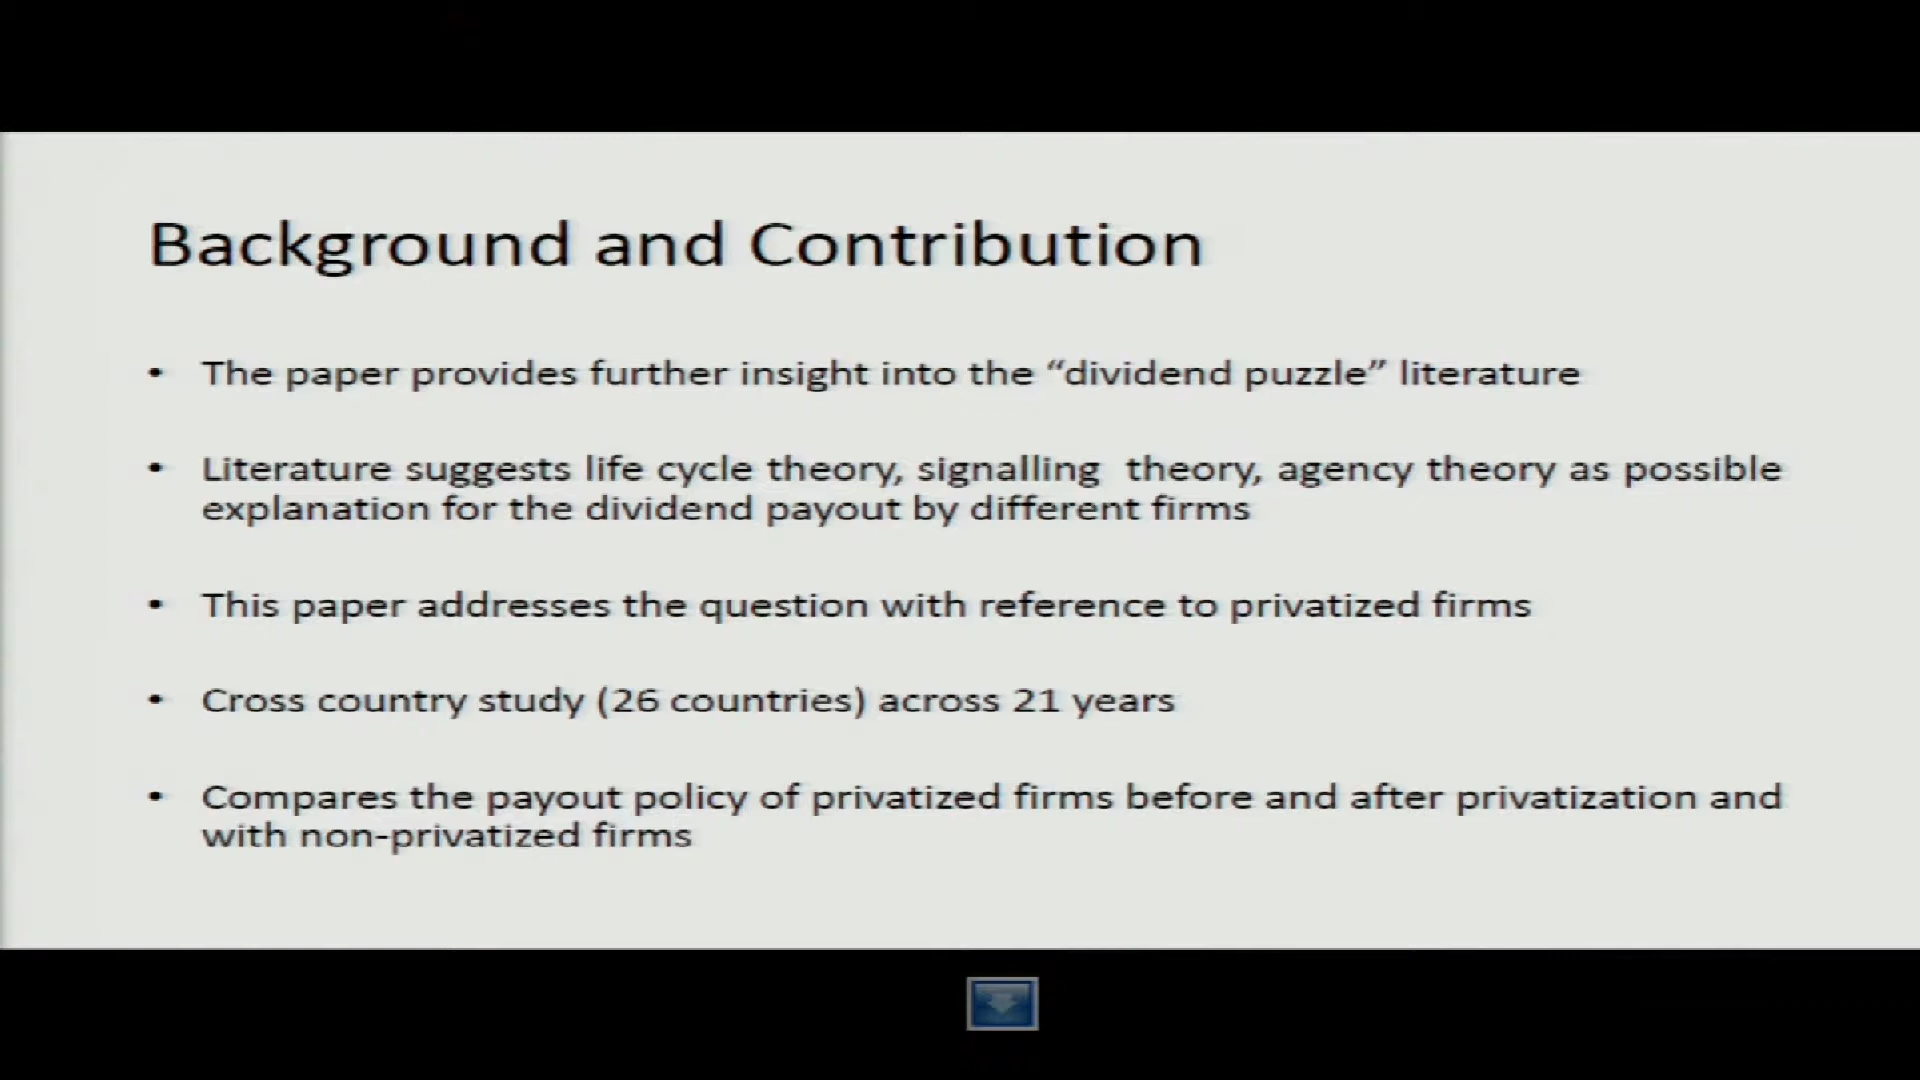 Background and Contribution
• The paper provides further insight into the “dividend puzzle” literature
• Literature suggests life cycle theory, signalling theory, agency theory as possible
explanation for the dividend payout by different firms
• This paper addresses the question with reference to privatized firms
• Cross country study (26 countries) across 21 years
• Compares the payout policy of privatized firms before and after privatization and
with non-privatized firms